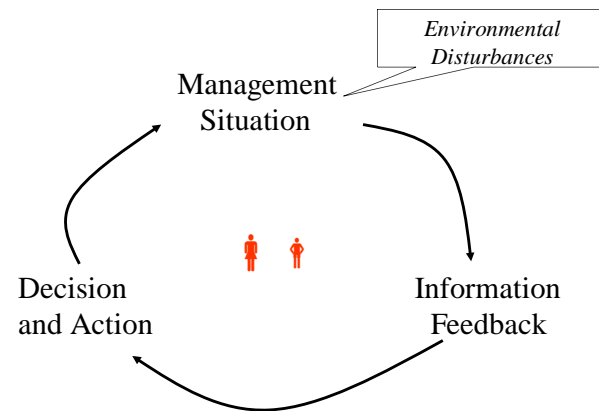 Environmental
Disturbances
Management
Situation
Decision
and Action
Information
Feedback